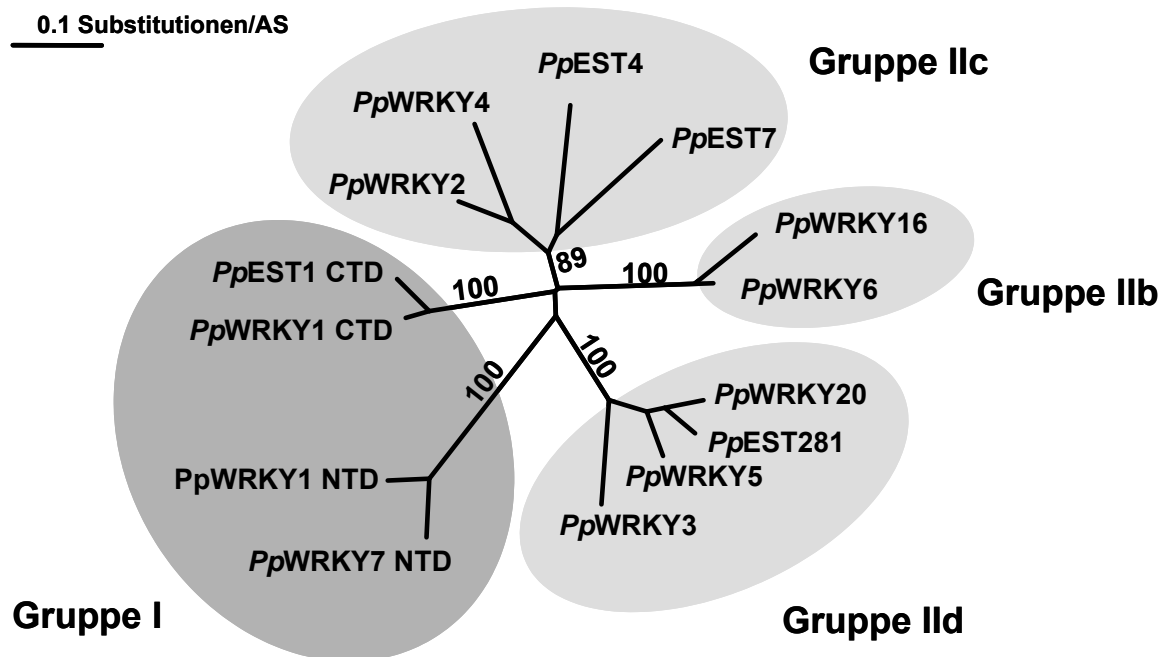 0.1 Substitutionen/AS
Gruppe IIc
PpEST4
PpWRKY4
PpEST7
PpWRKY2
PpWRKY16
89
PpEST1 CTD
100
100
PpWRKY6
Gruppe IIb
PpWRKY1 CTD
100
100
PpWRKY20
PpEST281
PpWRKY1 NTD
PpWRKY5
PpWRKY3
PpWRKY7 NTD
Gruppe I
Gruppe IId